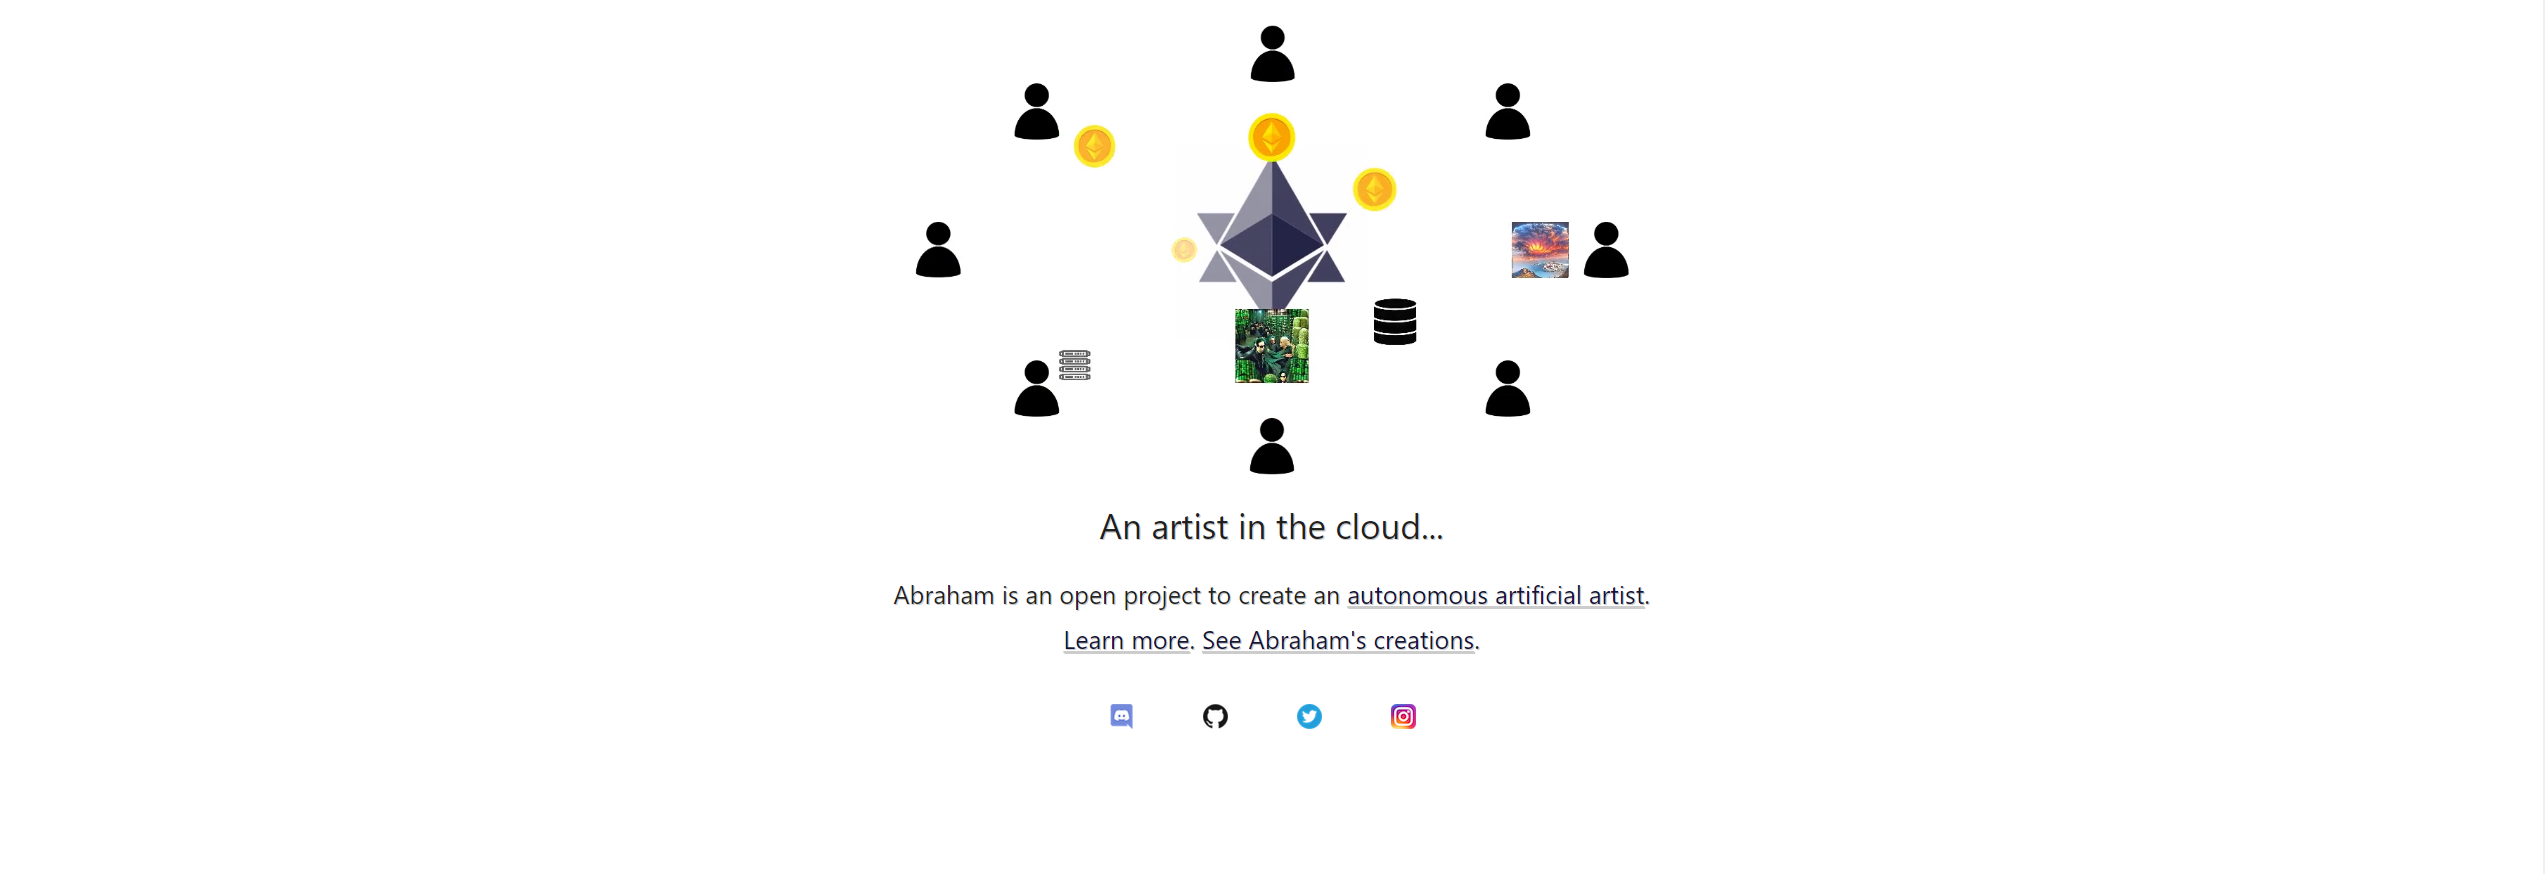 An artist in the cloud...
Abraham is an open project to create an autonomous artificial artist.
Learn more. See Abraham's creations.